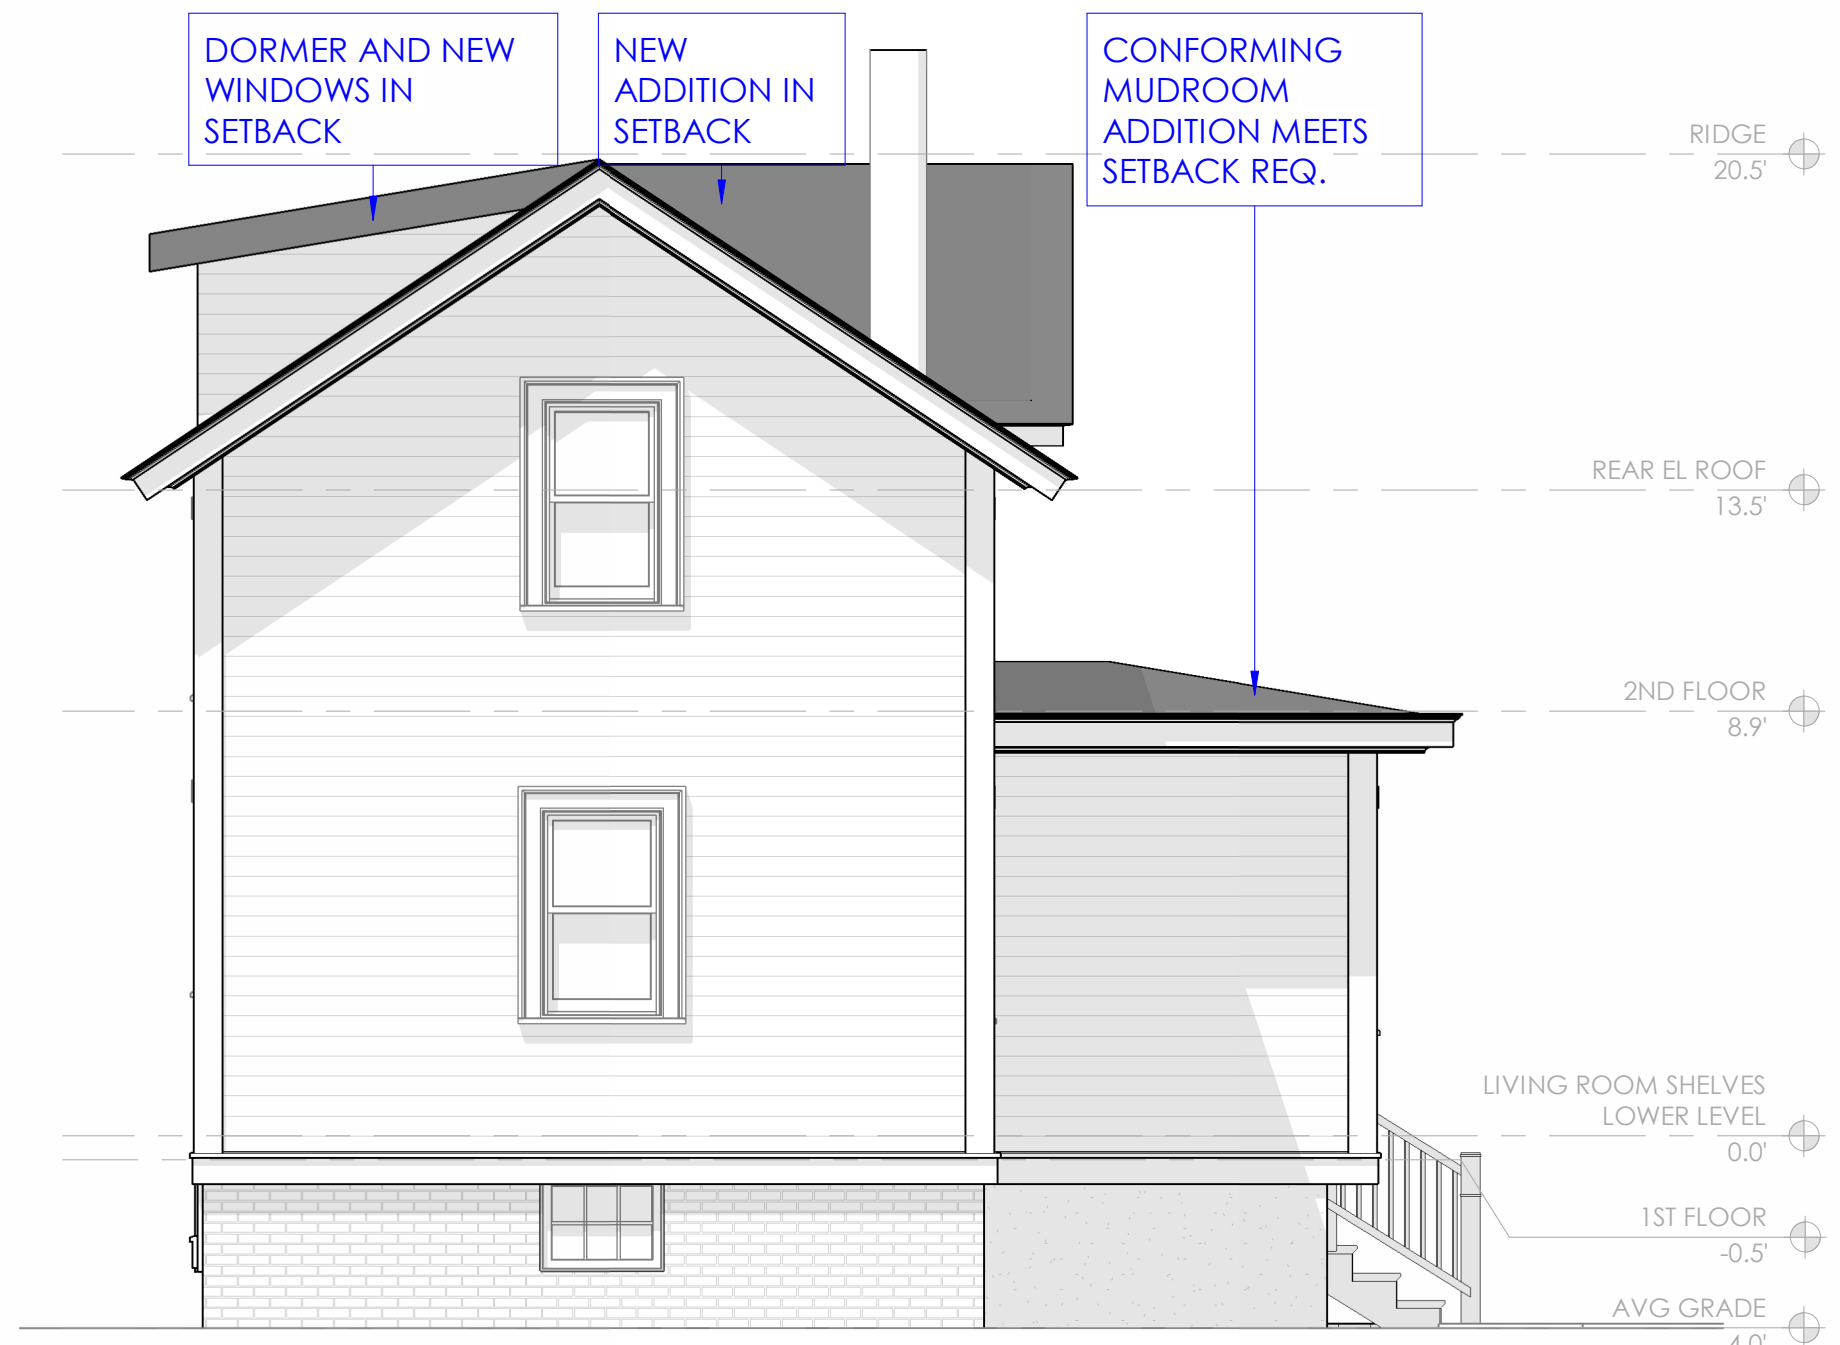 DORMER AND NEW
WINDOWS IN
SETBACK
NEW
ADDITION IN
SETBACK
CONFORMING
MUDROOM
ADDITION MEETS
SETBACK REQ.
RIDGE
20.5'
REAR EL ROOF
13.5'
2ND FLOOR
8.9'
LIVING ROOM SHELVES
LOWER LEVEL
0.0'
1ST FLOOR
-0.5'
AVG GRADE